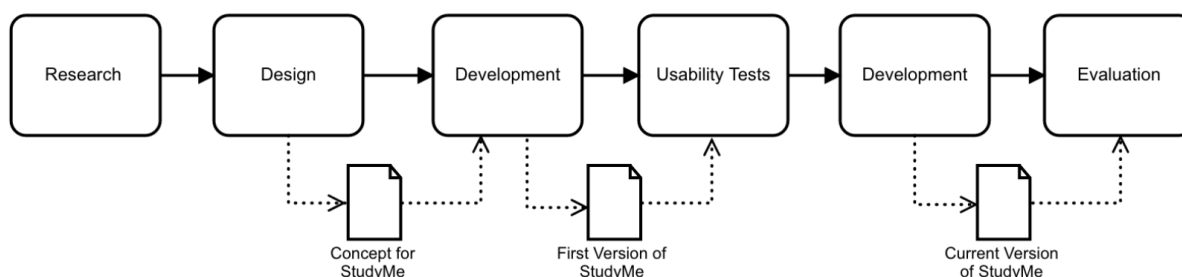 Research
Design
Development
Usability Tests
Development
Evaluation
Concept for
StudyMe
First Version of
StudyMe
Current Version
of StudyMe